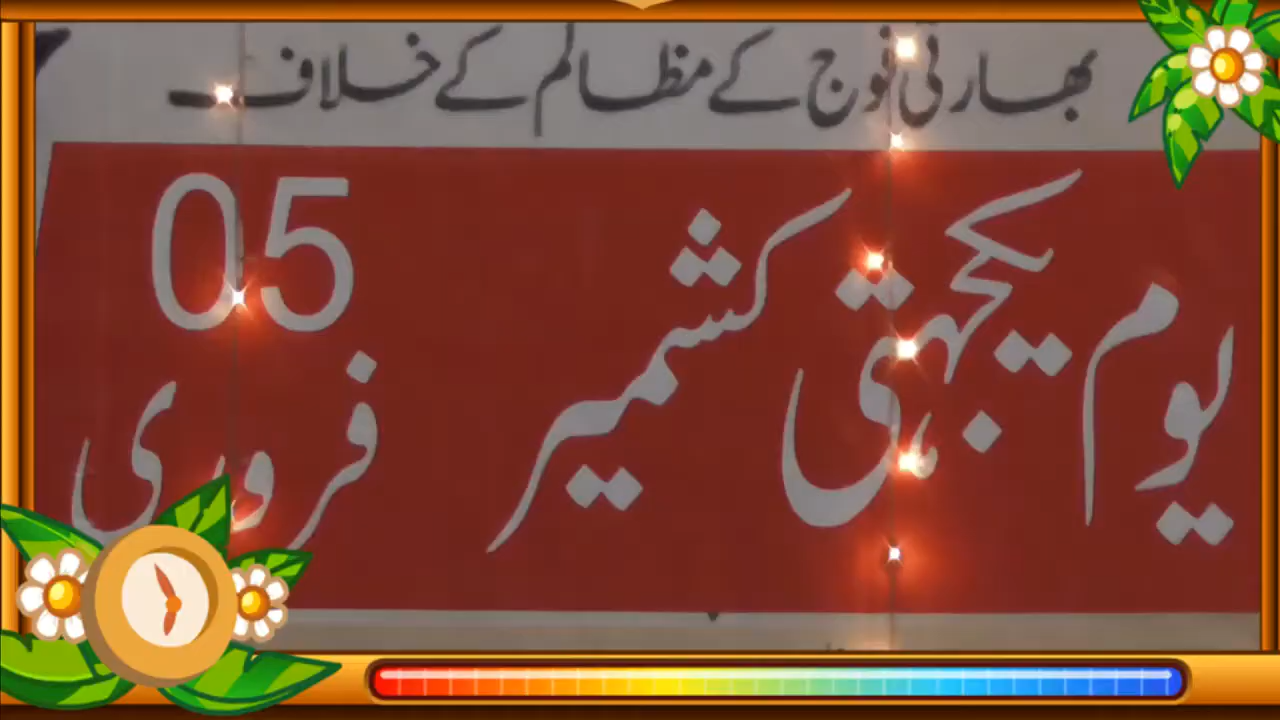 بھارتی فوج کے مظالم کے خلاف
یوم یکجہتی کشمیر 05 فروری